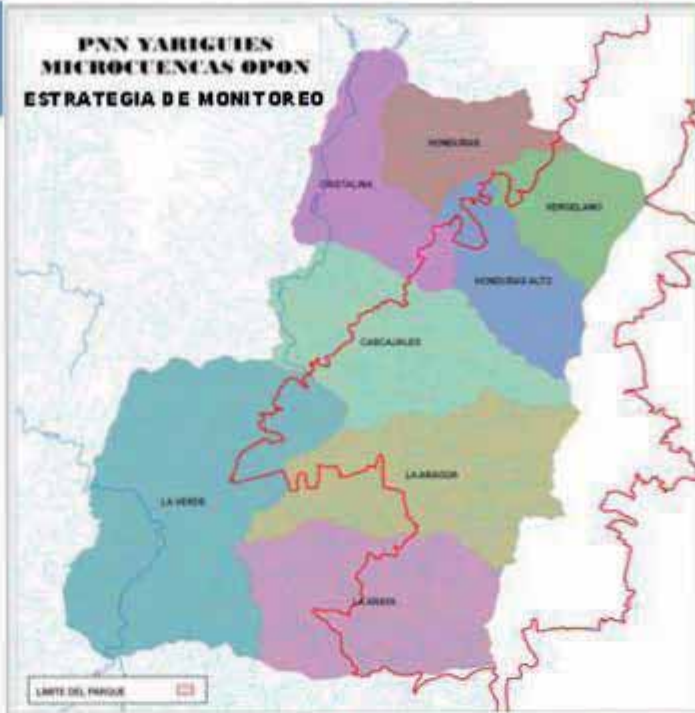 PNN YARIGUIES
MICROCUENCAS OPON
ESTRATEGIA DE MONITOREO
HONDURAS
CRISTALINA
VERGELANO
HONDURAS ALTO
CASCAJALES
LA ARAGUA
LA VERDE
LIMITE DEL PARQUE